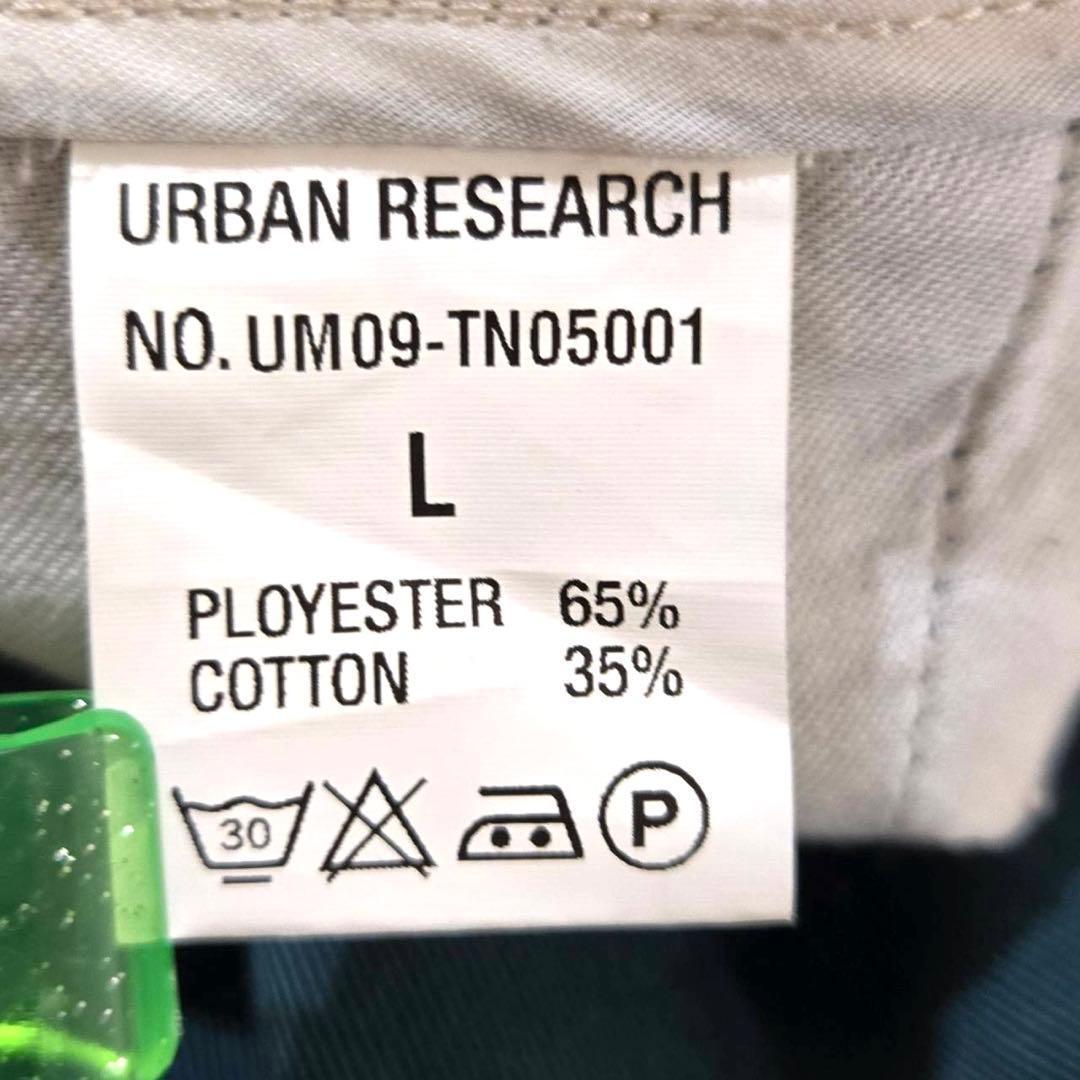 URBAN RESEARCH
NO. UM09-TN05001
L
PLOYESTER 65%
COTTON 35%
30 P